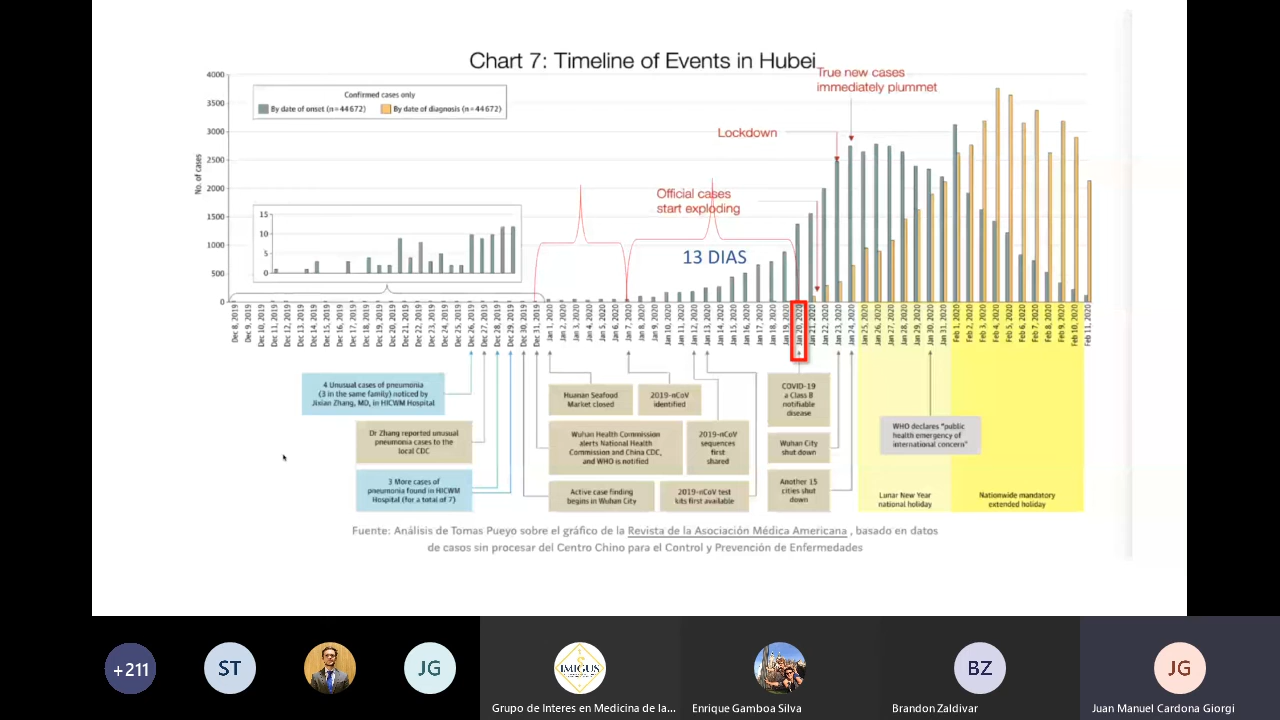 Chart 7: Timeline of Events in Hubei
True new cases
immediately plummet
Lockdown
Official cases
start exploding
13 DIAS
Confirmed cases only
By date of onset (n=44672)
By date of diagnosis (n=44672)
No. of cases
4000
3500
3000
2500
2000
1500
1000
500
0
15
10
5
0
Dec 8, 2019
Dec 9, 2019
Dec 10, 2019
Dec 11, 2019
Dec 12, 2019
Dec 13, 2019
Dec 14, 2019
Dec 15, 2019
Dec 16, 2019
Dec 17, 2019
Dec 18, 2019
Dec 19, 2019
Dec 20, 2019
Dec 21, 2019
Dec 22, 2019
Dec 23, 2019
Dec 24, 2019
Dec 25, 2019
Dec 26, 2019
Dec 27, 2019
Dec 28, 2019
Dec 29, 2019
Dec 30, 2019
Dec 31, 2019
Jan 1, 2020
Jan 2, 2020
Jan 3, 2020
Jan 4, 2020
Jan 5, 2020
Jan 6, 2020
Jan 7, 2020
Jan 8, 2020
Jan 9, 2020
Jan 10, 2020
Jan 11, 2020
Jan 12, 2020
Jan 13, 2020
Jan 14, 2020
Jan 15, 2020
Jan 16, 2020
Jan 17, 2020
Jan 18, 2020
Jan 19, 2020
Jan 20, 2020
Jan 21, 2020
Jan 22, 2020
Jan 23, 2020
Jan 24, 2020
Jan 25, 2020
Jan 26, 2020
Jan 27, 2020
Jan 28, 2020
Jan 29, 2020
Jan 30, 2020
Jan 31, 2020
Feb 1, 2020
Feb 2, 2020
Feb 3, 2020
Feb 4, 2020
Feb 5, 2020
Feb 6, 2020
Feb 7, 2020
Feb 8, 2020
Feb 9, 2020
Feb 10, 2020
Feb 11, 2020
4 Unusual cases of pneumonia
(3 in the same family) noticed by
Jixian Zhang, MD, in HICWM Hospital
Dr Zhang reported unusual
pneumonia cases to the
local CDC
3 More cases of
pneumonia found in HICWM
Hospital (for a total of 7)
Huanan Seafood
Market closed
2019-nCoV
identified
Wuhan Health Commission
alerts National Health
Commission and China CDC,
and WHO is notified
2019-nCoV
sequences
first
shared
Active case finding
begins in Wuhan City
2019-nCoV test
kits first available
COVID-19
a Class B
notifiable
disease
Wuhan City
shut down
Another 15
cities shut
down
WHO declares "public
health emergency of
international concern"
Lunar New Year
national holiday
Nationwide mandatory
extended holiday
Fuente: Análisis de Tomas Pueyo sobre el gráfico de la Revista de la Asociación Médica Americana , basado en datos
de casos sin procesar del Centro Chino para el Control y Prevención de Enfermedades
+211
ST
JG
IMIGUS
BZ
JG
Grupo de Interes en Medicina de la...
Enrique Gamboa Silva
Brandon Zaldivar
Juan Manuel Cardona Giorgi